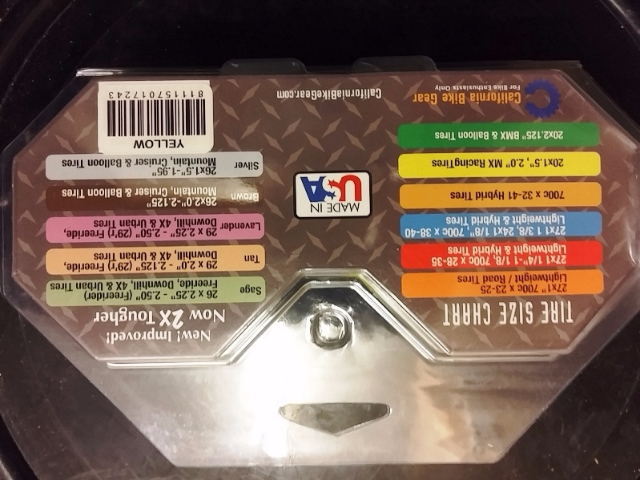 TIRE SIZE CHART
27x1" 700c x 23-25
Lightweight / Road Tires
27x1 1/4"-1 1/8, 700c x 28-35
Lightweight & Hybrid Tires
27x1 3/8, 24x1 1/8" 700c x 38-40
Lightweight & Hybrid Tires
700c x 32-41 Hybrid Tires
20x1.5", 2.0" MX RacingTires
20x2.125" BMX & Balloon Tires
California Bike Gear
For Bike Enthusiasts Only
MADE IN
USA
CaliforniaBikeGear.com
New! Improved!
Now 2X Tougher
Sage
26 x 2.25" - 2.50" (Freerider)
Freeride, Downhill, 4X & Urban Tires
Tan
29 x 2.0" - 2.125" (29'r) Freeride,
Downhill, 4X & Urban Tires
Lavender
29 x 2.25" - 2.50" (29'r) Freeride,
Downhill, 4X & Urban Tires
Brown
26x2.0"-2.125"
Mountain, Cruiser & Balloon Tires
Silver
26x1.5"-1.95"
Mountain, Cruiser & Balloon Tires
YELLOW
811157017243